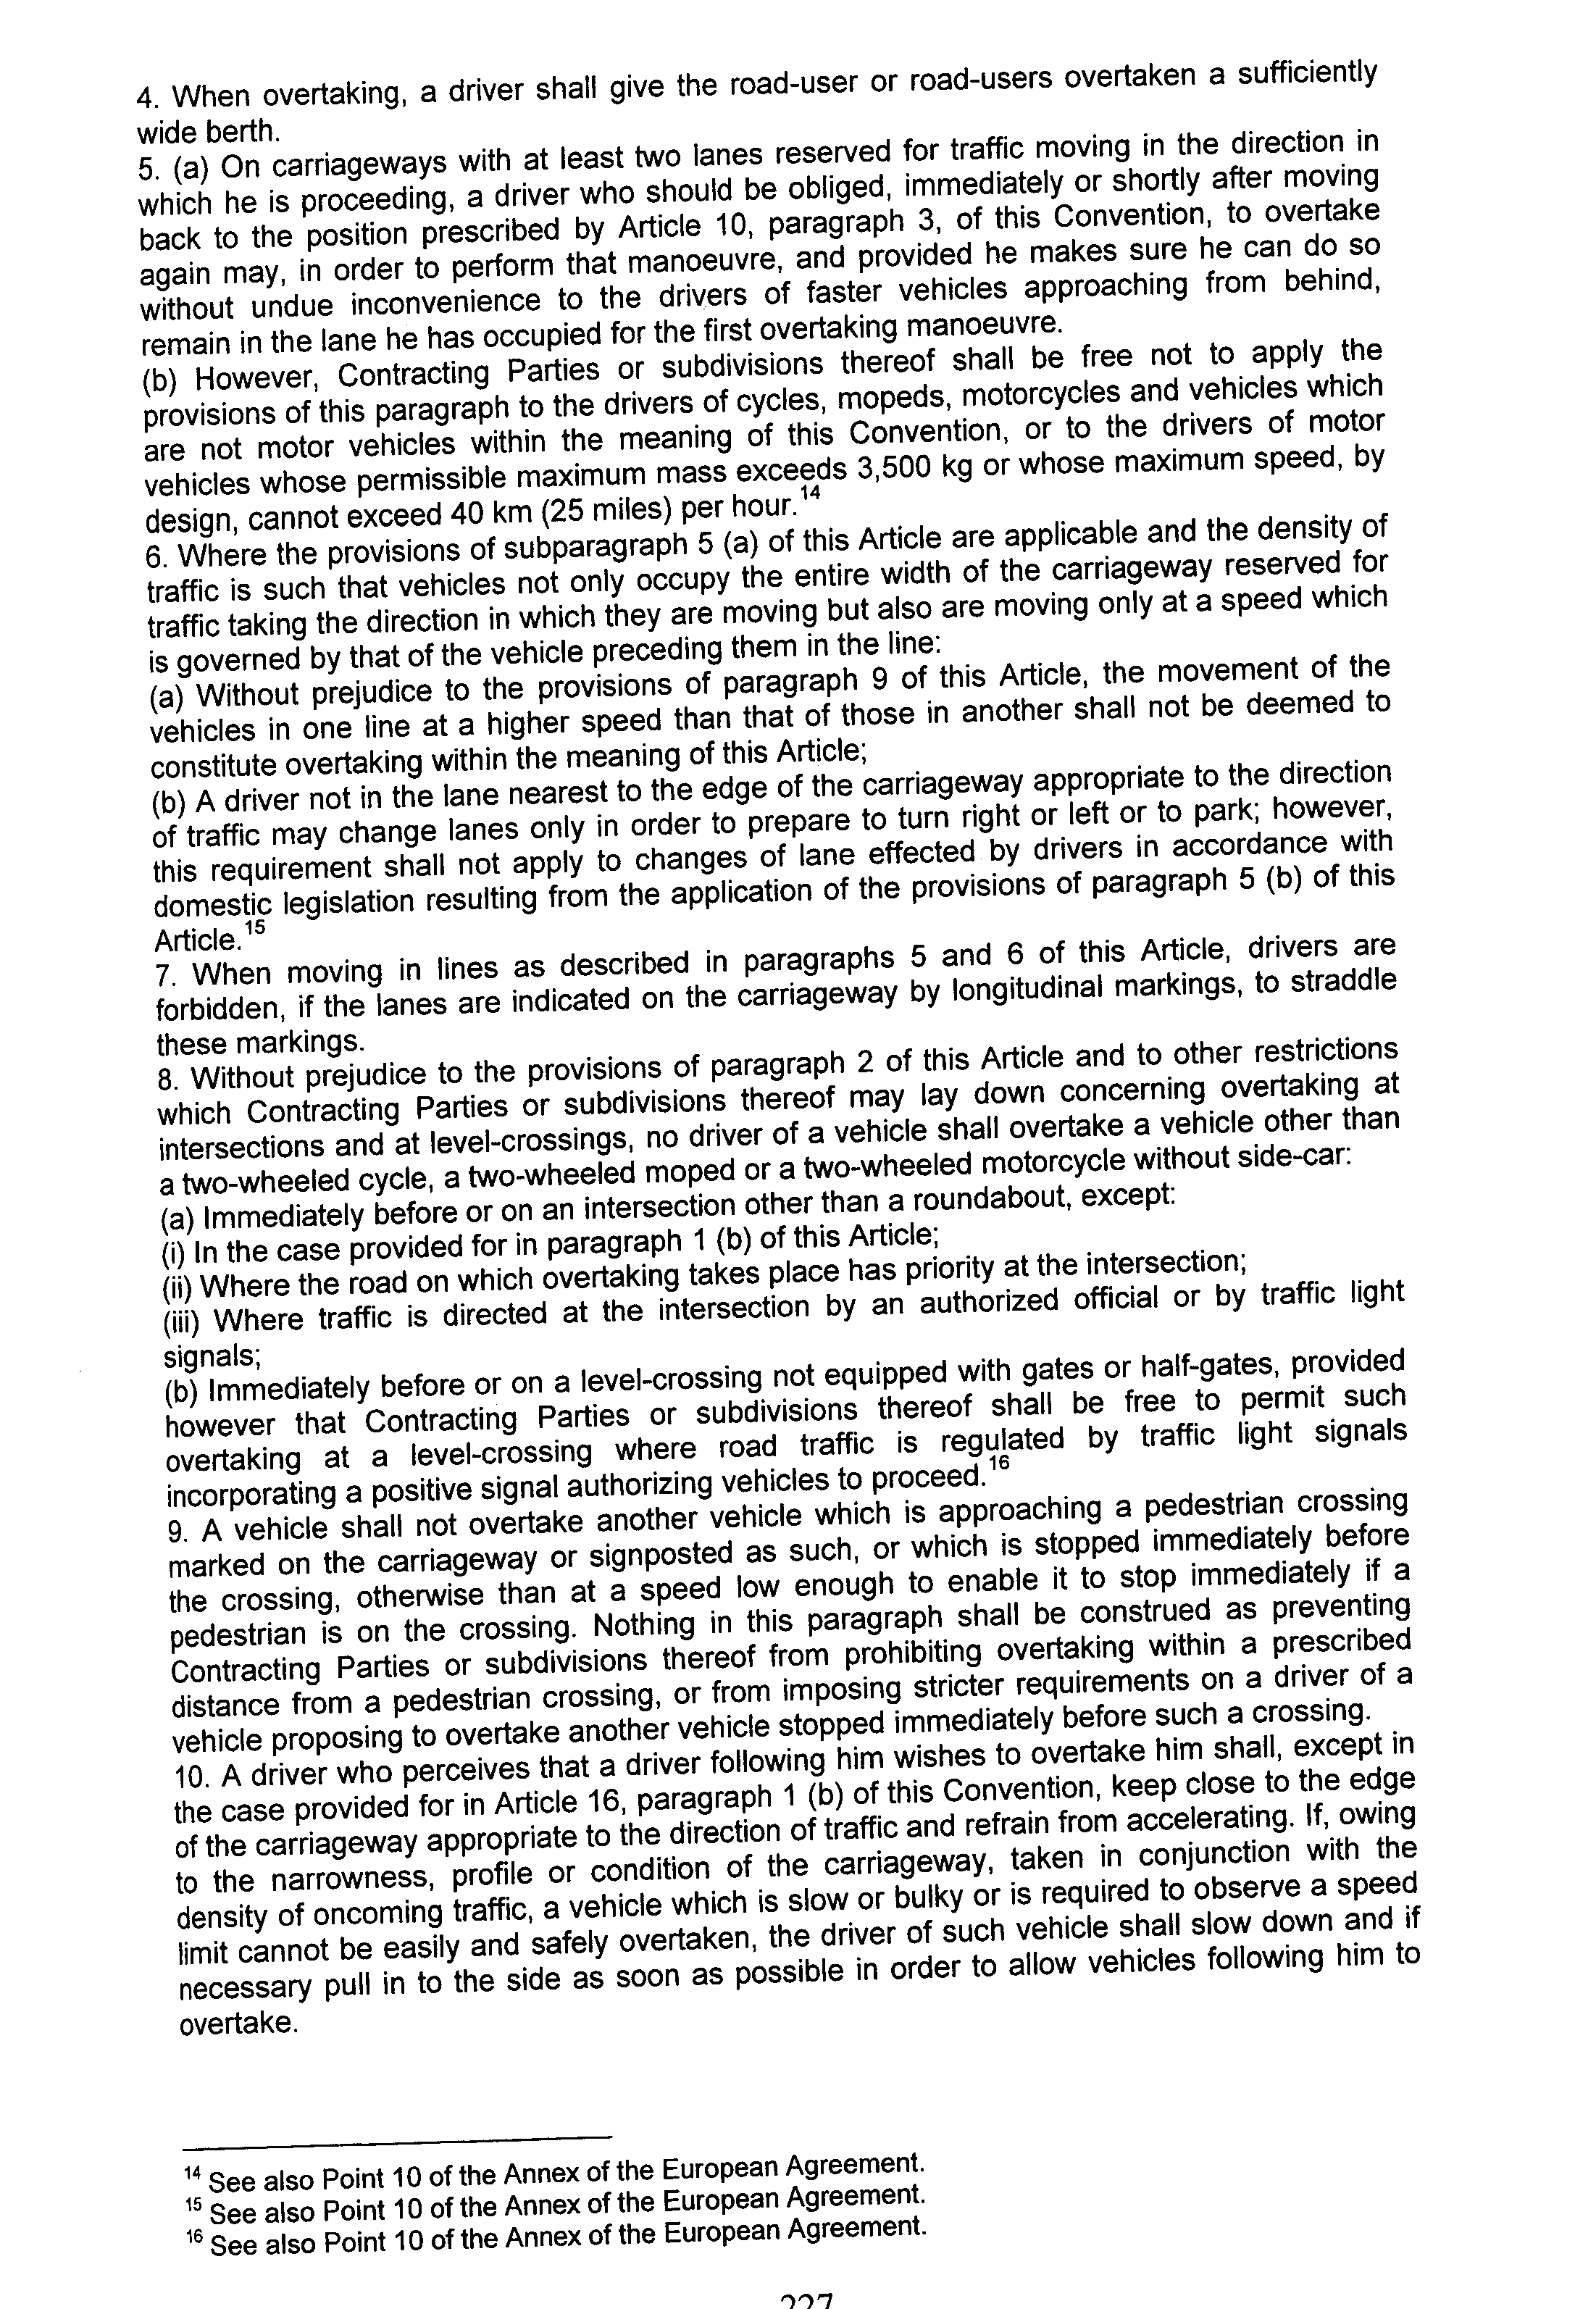 4. When overtaking, a driver shall give the road-user or road-users overtaken a sufficiently
wide berth.
5. (a) On carriageways with at least two lanes reserved for traffic moving in the direction in
which he is proceeding, a driver who should be obliged, immediately or shortly after moving
back to the position prescribed by Article 10, paragraph 3, of this Convention, to overtake
again may, in order to perform that manoeuvre, and provided he makes sure he can do so
without undue inconvenience to the drivers of faster vehicles approaching from behind,
remain in the lane he has occupied for the first overtaking manoeuvre.
(b) However, Contracting Parties or subdivisions thereof shall be free not to apply the
provisions of this paragraph to the drivers of cycles, mopeds, motorcycles and vehicles which
are not motor vehicles within the meaning of this Convention, or to the drivers of motor
vehicles whose permissible maximum mass exceeds 3,500 kg or whose maximum speed, by
design, cannot exceed 40 km (25 miles) per hour.14
6. Where the provisions of subparagraph 5 (a) of this Article are applicable and the density of
traffic is such that vehicles not only occupy the entire width of the carriageway reserved for
traffic taking the direction in which they are moving but also are moving only at a speed which
is governed by that of the vehicle preceding them in the line:
(a) Without prejudice to the provisions of paragraph 9 of this Article, the movement of the
vehicles in one line at a higher speed than that of those in another shall not be deemed to
constitute overtaking within the meaning of this Article;
(b) A driver not in the lane nearest to the edge of the carriageway appropriate to the direction
of traffic may change lanes only in order to prepare to turn right or left or to park; however,
this requirement shall not apply to changes of lane effected by drivers in accordance with
domestic legislation resulting from the application of the provisions of paragraph 5 (b) of this
Article.15
7. When moving in lines as described in paragraphs 5 and 6 of this Article, drivers are
forbidden, if the lanes are indicated on the carriageway by longitudinal markings, to straddle
these markings.
8. Without prejudice to the provisions of paragraph 2 of this Article and to other restrictions
which Contracting Parties or subdivisions thereof may lay down concerning overtaking at
intersections and at level-crossings, no driver of a vehicle shall overtake a vehicle other than
a two-wheeled cycle, a two-wheeled moped or a two-wheeled motorcycle without side-car:
(a) Immediately before or on an intersection other than a roundabout, except:
(i) In the case provided for in paragraph 1 (b) of this Article;
(ii) Where the road on which overtaking takes place has priority at the intersection;
(iii) Where traffic is directed at the intersection by an authorized official or by traffic light
signals;
(b) Immediately before or on a level-crossing not equipped with gates or half-gates, provided
however that Contracting Parties or subdivisions thereof shall be free to permit such
overtaking at a level-crossing where road traffic is regulated by traffic light signals
incorporating a positive signal authorizing vehicles to proceed.16
9. A vehicle shall not overtake another vehicle which is approaching a pedestrian crossing
marked on the carriageway or signposted as such, or which is stopped immediately before
the crossing, otherwise than at a speed low enough to enable it to stop immediately if a
pedestrian is on the crossing. Nothing in this paragraph shall be construed as preventing
Contracting Parties or subdivisions thereof from prohibiting overtaking within a prescribed
distance from a pedestrian crossing, or from imposing stricter requirements on a driver of a
vehicle proposing to overtake another vehicle stopped immediately before such a crossing.
10. A driver who perceives that a driver following him wishes to overtake him shall, except in
the case provided for in Article 16, paragraph 1 (b) of this Convention, keep close to the edge
of the carriageway appropriate to the direction of traffic and refrain from accelerating. If, owing
to the narrowness, profile or condition of the carriageway, taken in conjunction with the
density of oncoming traffic, a vehicle which is slow or bulky or is required to observe a speed
limit cannot be easily and safely overtaken, the driver of such vehicle shall slow down and if
necessary pull in to the side as soon as possible in order to allow vehicles following him to
overtake.
14 See also Point 10 of the Annex of the European Agreement.
15 See also Point 10 of the Annex of the European Agreement.
16 See also Point 10 of the Annex of the European Agreement.
227